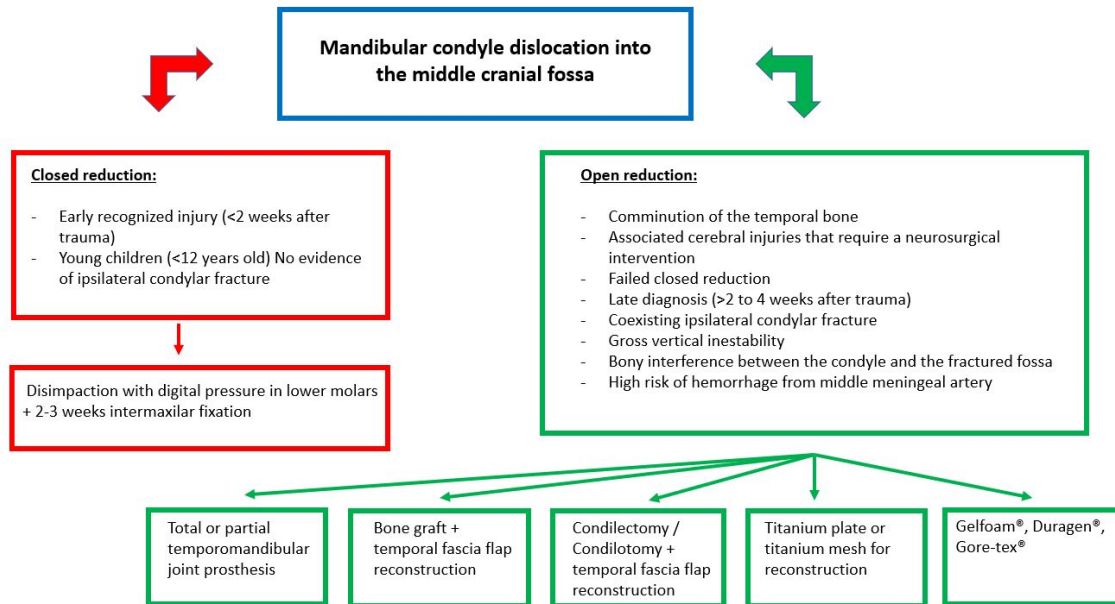 Mandibular condyle dislocation into
the middle cranial fossa
Closed reduction:
- Early recognized injury (<2 weeks after
trauma)
- Young children (<12 years old) No evidence
of ipsilateral condylar fracture
Disimpaction with digital pressure in lower molars
+ 2-3 weeks intermaxilar fixation
Open reduction:
- Comminution of the temporal bone
- Associated cerebral injuries that require a neurosurgical
intervention
- Failed closed reduction
- Late diagnosis (>2 to 4 weeks after trauma)
- Coexisting ipsilateral condylar fracture
- Gross vertical inestability
- Bony interference between the condyle and the fractured fossa
- High risk of hemorrhage from middle meningeal artery
Total or partial
temporomandibular
joint prosthesis
Bone graft +
temporal fascia flap
reconstruction
Condilectomy /
Condilotomy +
temporal fascia flap
reconstruction
Titanium plate or
titanium mesh for
reconstruction
Gelfoam®, Duragen®,
Gore-tex®